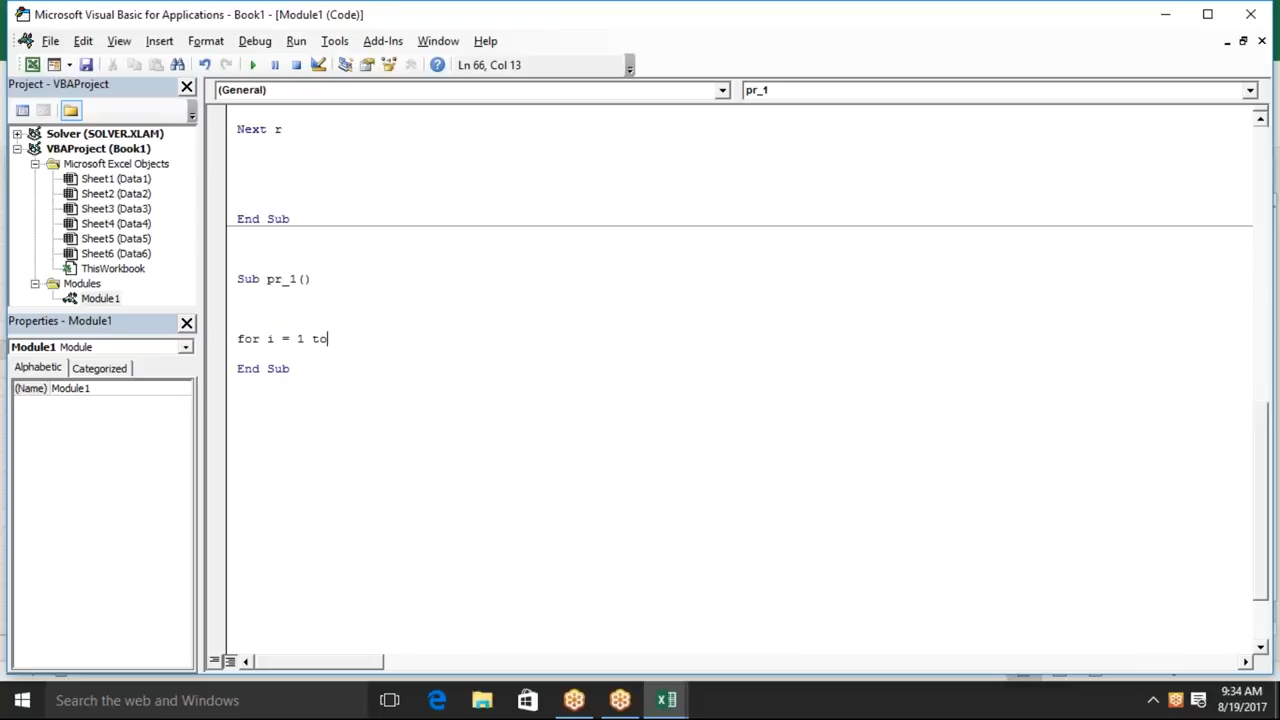 Microsoft Visual Basic for Applications - Book1 - [Module1 (Code)]
File Edit View Insert Format Debug Run Tools Add-Ins Window Help
Ln 66, Col 13
Project - VBAProject
(General)
pr_1
Solver (SOLVER.XLAM)
VBAProject (Book1)
Microsoft Excel Objects
Sheet1 (Data1)
Sheet2 (Data2)
Sheet3 (Data3)
Sheet4 (Data4)
Sheet5 (Data5)
Sheet6 (Data6)
ThisWorkbook
Modules
Module1
Properties - Module1
Module1 Module
Alphabetic Categorized
(Name) Module1
Next r
End Sub
Sub pr_1()
for i = 1 to
End Sub
Search the web and Windows
9:34 AM
8/19/2017